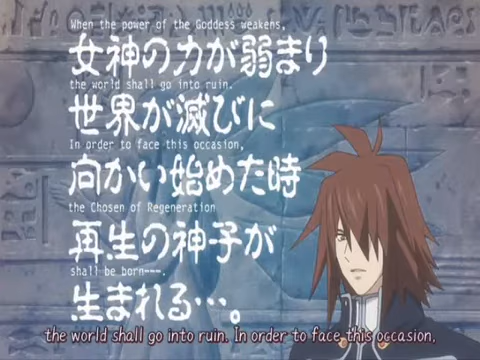 When the power of the Goddess weakens,
女神の力が弱まり
the world shall go into ruin.
世界が滅びに
In order to face this occasion,
向かい始めた時
the Chosen of Regeneration
再生の神子が
shall be born---.
生まれる…。
the world shall go into ruin. In order to face this occasion,